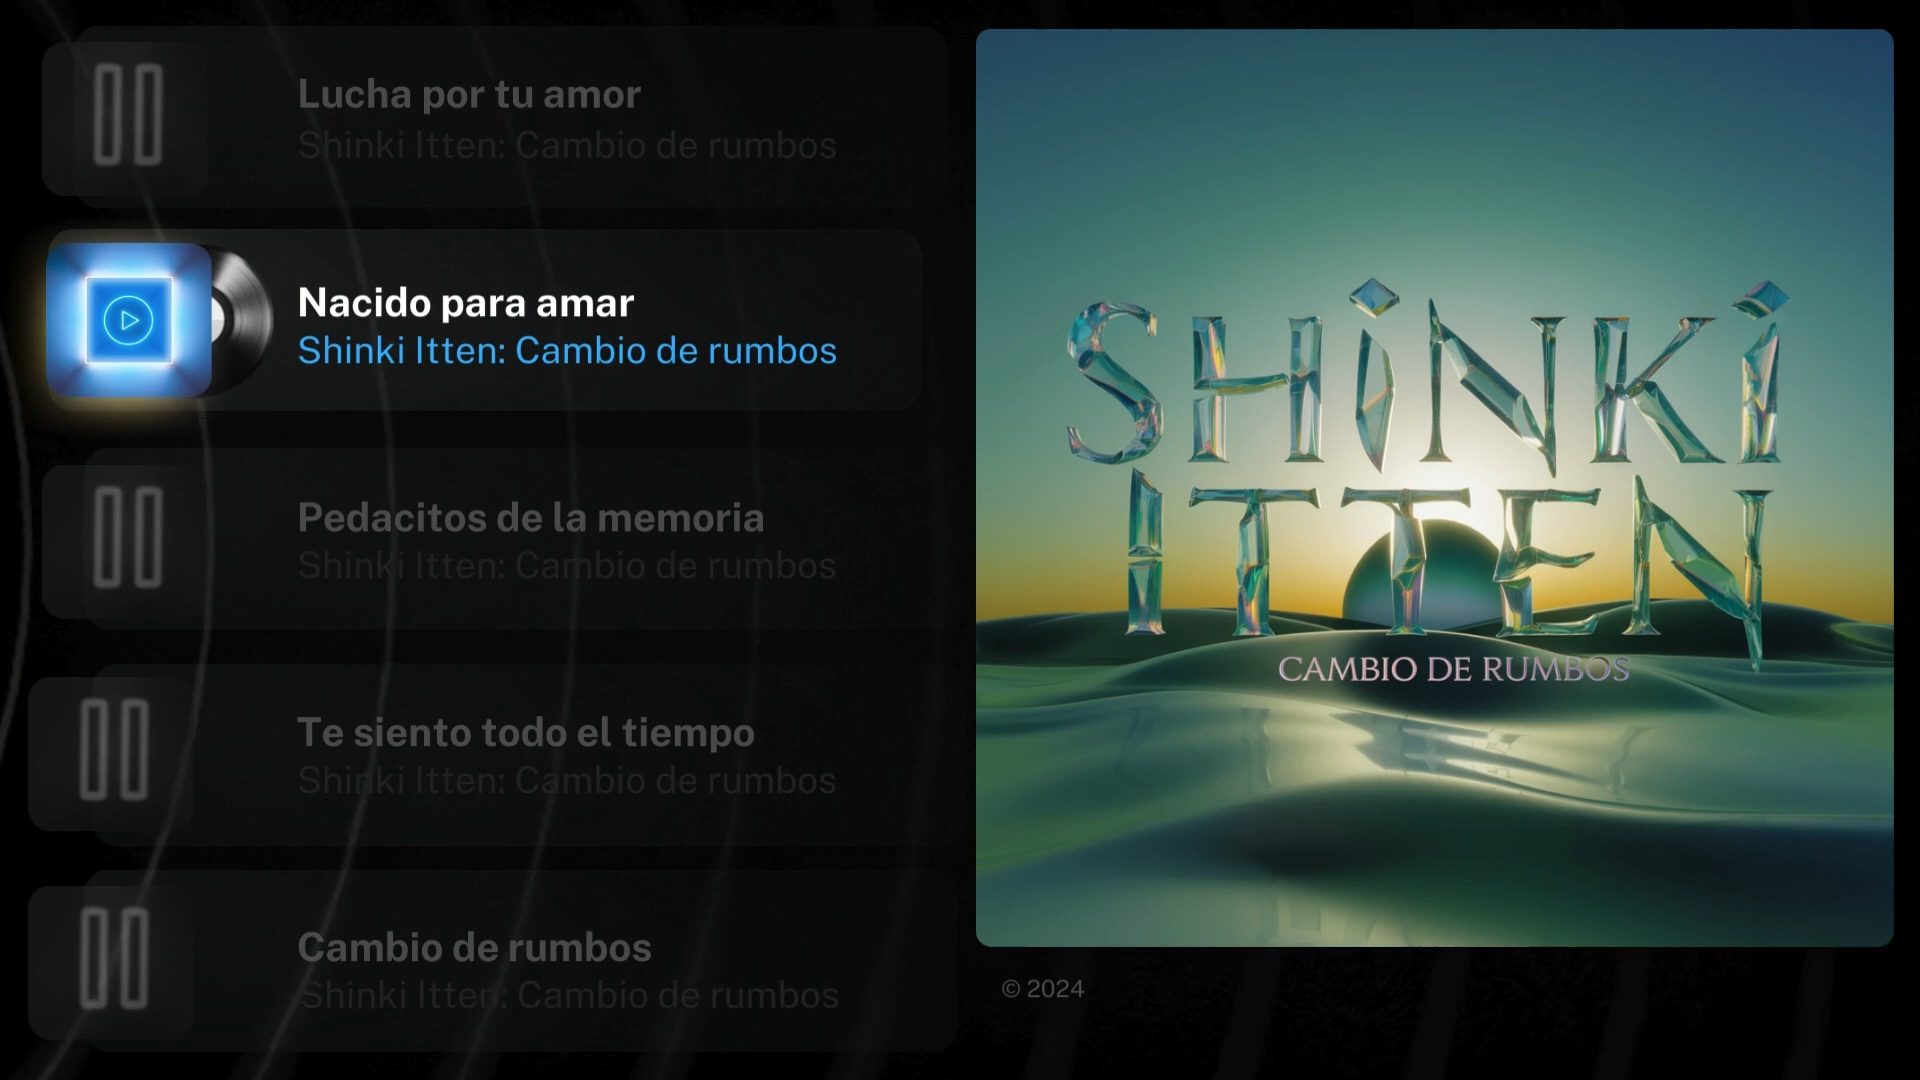 Lucha por tu amor
Shinki Itten: Cambio de rumbos
Nacido para amar
Shinki Itten: Cambio de rumbos
Pedacitos de la memoria
Shinki Itten: Cambio de rumbos
Te siento todo el tiempo
Shinki Itten: Cambio de rumbos
Cambio de rumbos
Shinki Itten: Cambio de rumbos
SHiNKi
ITTEN
CAMBIO DE RUMBOS
© 2024